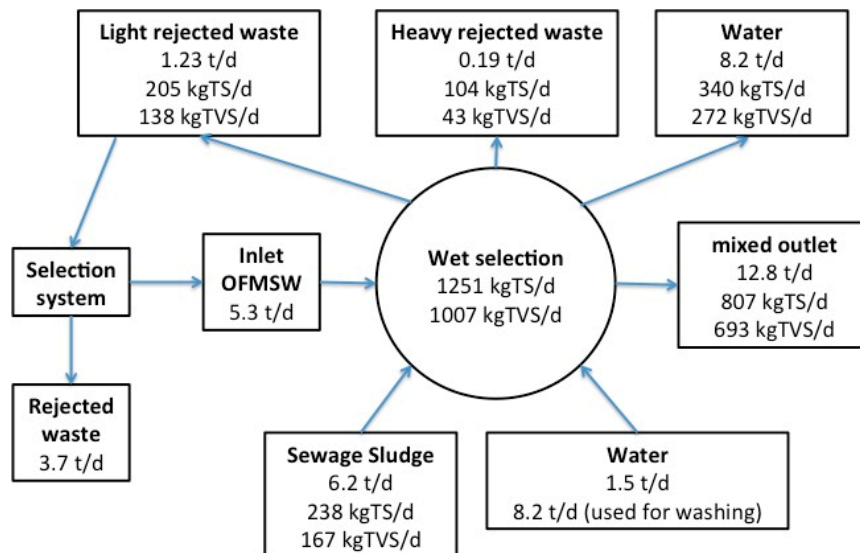 Light rejected waste
1.23 t/d
205 kgTS/d
138 kgTVS/d
Heavy rejected waste
0.19 t/d
104 kgTS/d
43 kgTVS/d
Water
8.2 t/d
340 kgTS/d
272 kgTVS/d
Selection
system
Inlet
OFMSW
5.3 t/d
Wet selection
1251 kgTS/d
1007 kgTVS/d
mixed outlet
12.8 t/d
807 kgTS/d
693 kgTVS/d
Rejected
waste
3.7 t/d
Sewage Sludge
6.2 t/d
238 kgTS/d
167 kgTVS/d
Water
1.5 t/d
8.2 t/d (used for washing)